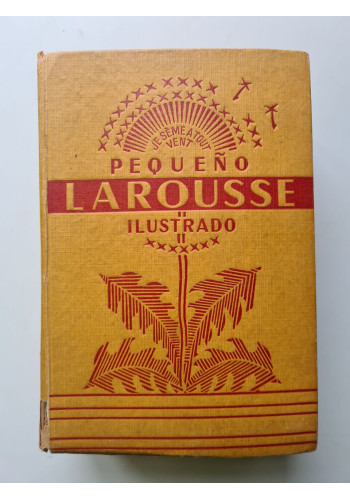 JE SÈME A TOUT
VENT
PEQUEÑO
LAROUSSE
ILUSTRADO